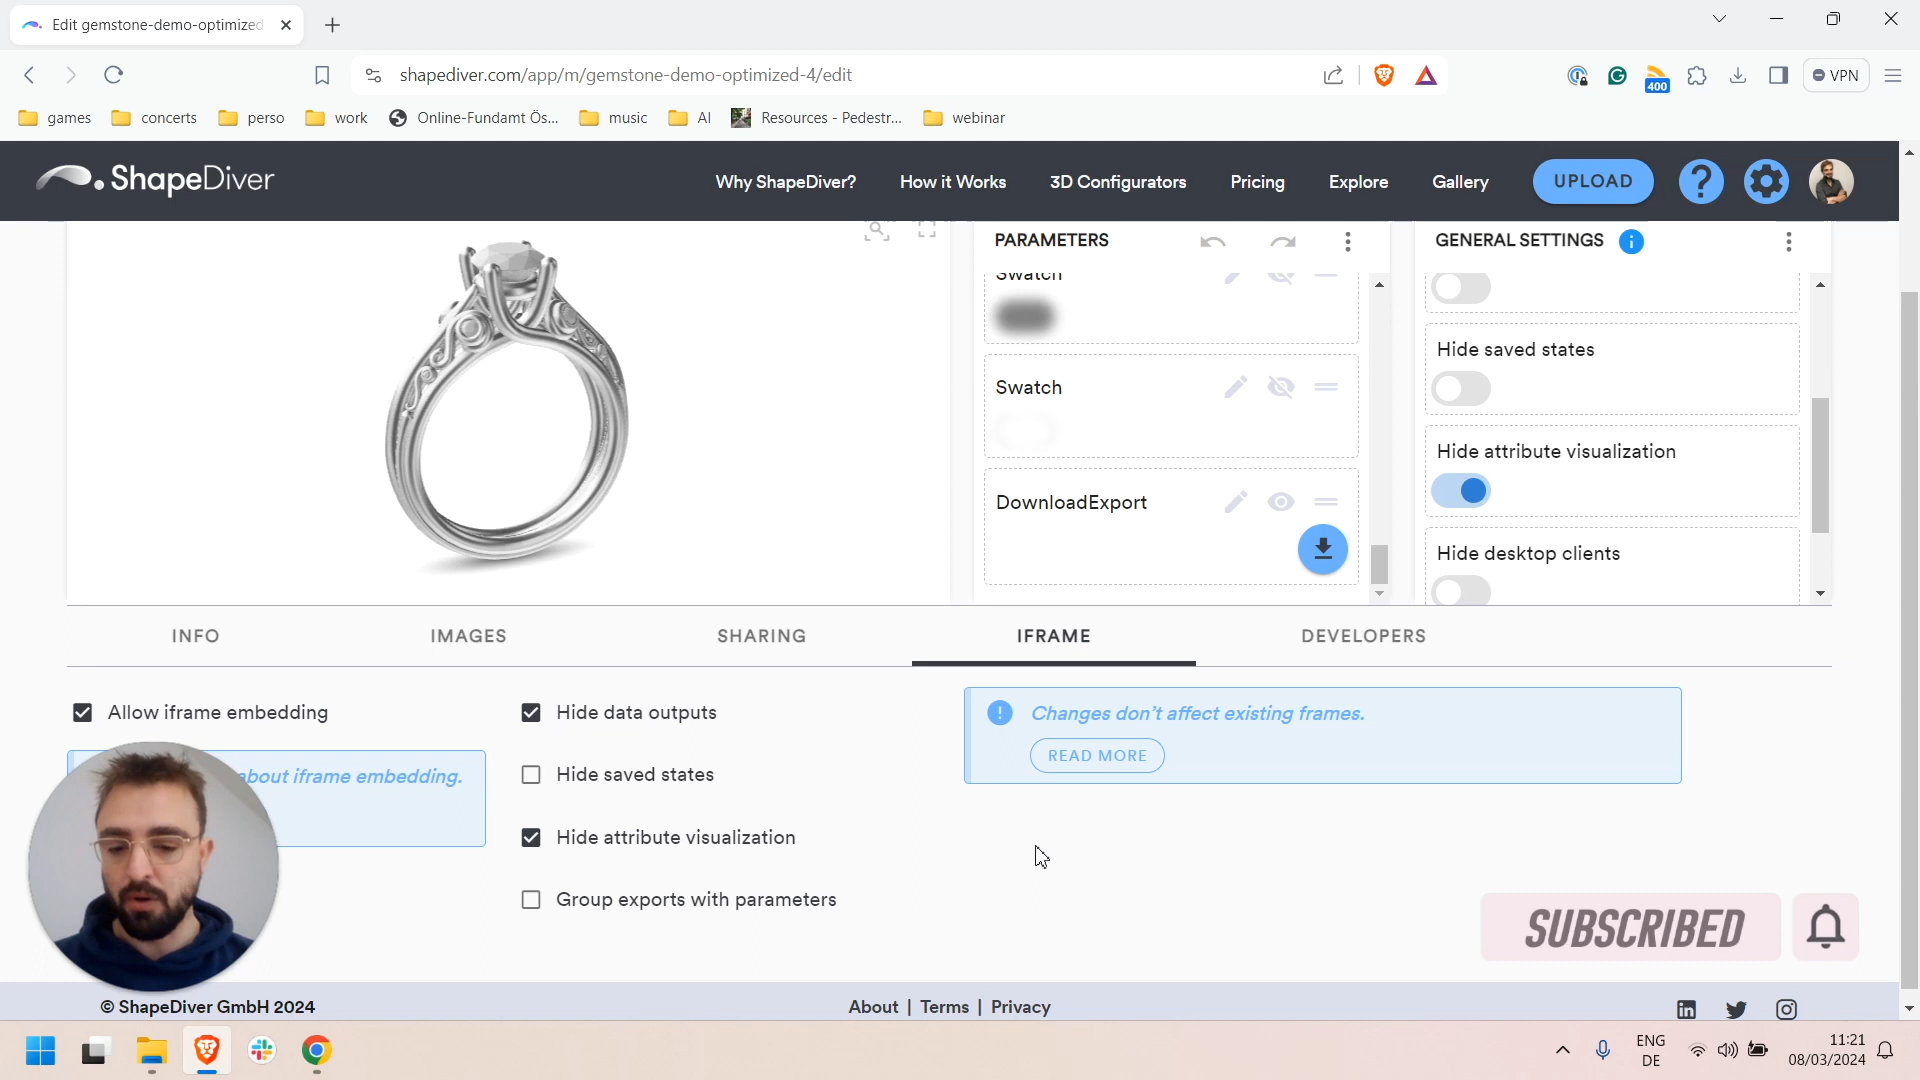 Edit gemstone-demo-optimized
shapediver.com/app/m/gemstone-demo-optimized-4/edit
400
VPN
games
concerts
perso
work
Online-Fundamt Ös...
music
AI
Resources - Pedestr...
webinar
ShapeDiver
Why ShapeDiver?
How it Works
3D Configurators
Pricing
Explore
Gallery
UPLOAD
PARAMETERS
Swatch
Swatch
DownloadExport
GENERAL SETTINGS
Hide saved states
Hide attribute visualization
Hide desktop clients
INFO
IMAGES
SHARING
IFRAME
DEVELOPERS
Allow iframe embedding
about iframe embedding.
Hide data outputs
Hide saved states
Hide attribute visualization
Group exports with parameters
Changes don't affect existing frames.
READ MORE
SUBSCRIBED
© ShapeDiver GmbH 2024
About | Terms | Privacy
ENG
DE
11:21
08/03/2024